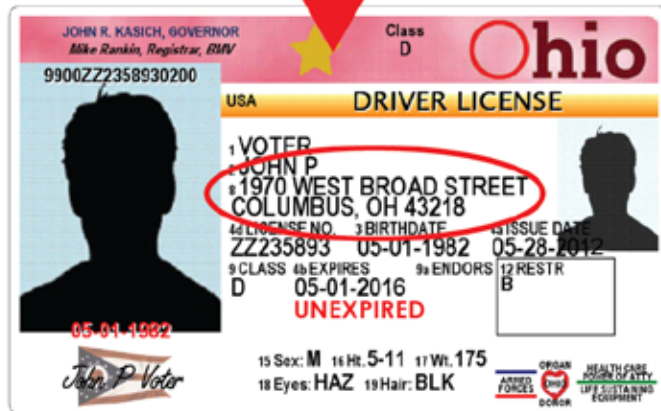 JOHN R. KASICH, GOVERNOR
Mike Rankin, Registrar, BMV
Class
D
Ohio
9900ZZ2358930200
USA
DRIVER LICENSE
1 VOTER
2 JOHN P
8 1970 WEST BROAD STREET
COLUMBUS, OH 43218
4d LICENSE NO. 3 BIRTHDATE 4a ISSUE DATE
ZZ235893 05-01-1982 05-28-2012
9 CLASS 4b EXPIRES 9a ENDORS 12 RESTR
D 05-01-2016 B
UNEXPIRED
05-01-1982
John P Voter
15 Sex: M 16 Ht. 5-11 17 Wt. 175
18 Eyes: HAZ 19 Hair: BLK
ARMED FORCES
ORGAN
OHIO
DONOR
HEALTH CARE
POWER OF ATTY
LIFE SUSTAINING
EQUIPMENT